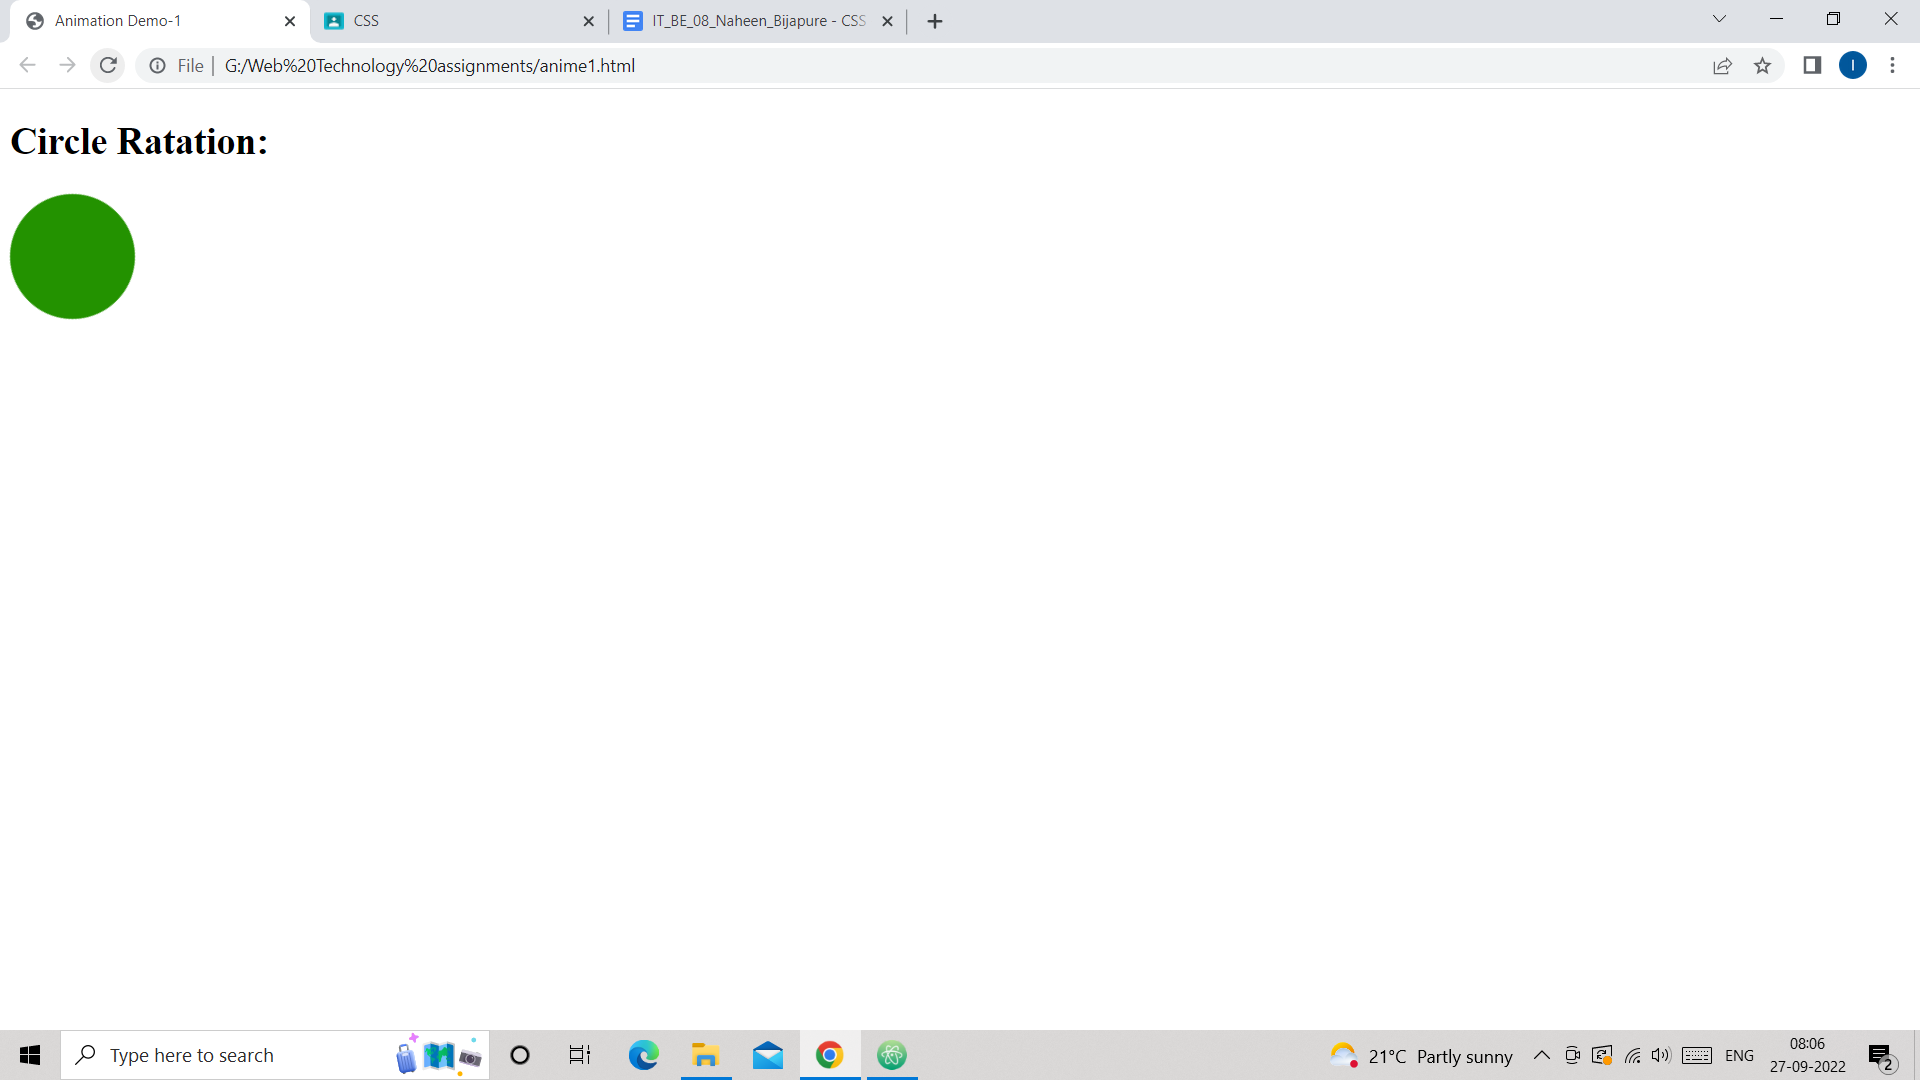 Animation Demo-1
CSS
IT_BE_08_Naheen_Bijapure - CSS
File
G:/Web%20Technology%20assignments/anime1.html
I
Circle Ratation:
Type here to search
21°C Partly sunny
ENG
08:06
27-09-2022
2